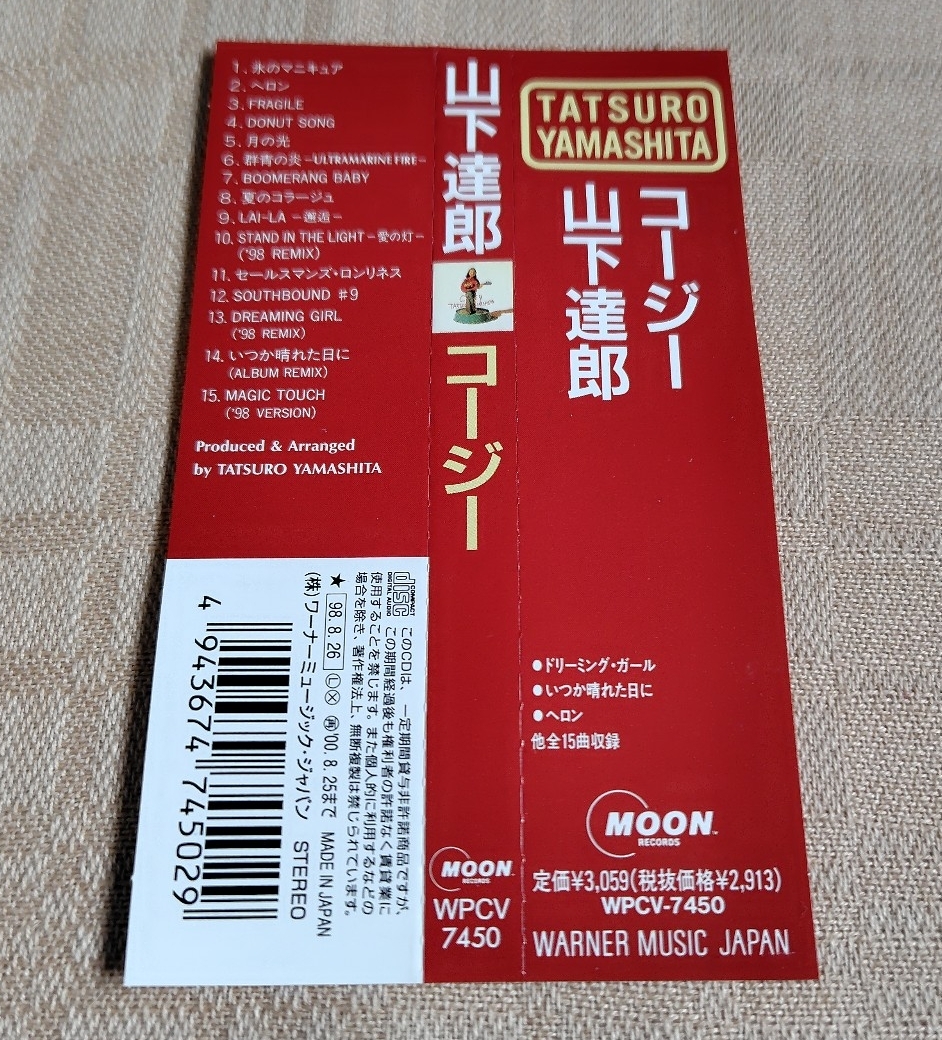 1. 氷のマニキュア
2. ヘロン
3. FRAGILE
4. DONUT SONG
5. 月の光
6. 群青の炎 –ULTRAMARINE FIRE–
7. BOOMERANG BABY
8. 夏のコラージュ
9. LAI-LA －邂逅－
10. STAND IN THE LIGHT－愛の灯－
('98 REMIX)
11. セールスマンズ・ロンリネス
12. SOUTHBOUND #9
13. DREAMING GIRL
('98 REMIX)
14. いつか晴れた日に
(ALBUM REMIX)
15. MAGIC TOUCH
('98 VERSION)
Produced & Arranged
by TATSURO YAMASHITA
COMPACT
disc
DIGITAL AUDIO
このCDは、一定期間貸与非許諾商品ですが、
この期間経過後も権利者の許諾なく賃貸業に
使用することを禁じます。また個人的に利用するなどの
場合を除き、著作権法上、無断複製は禁じられています。
★ 98.8.26 Ⓛ Ⓧ ㊞'00.8.25まで MADE IN JAPAN
(株)ワーナーミュージック・ジャパン STEREO
4 943674 745029
山下達郎
コージー
MOON
RECORDS
WPCV
7450
TATSURO
YAMASHITA
コージー
山下達郎
●ドリーミング・ガール
●いつか晴れた日に
●ヘロン
他全15曲収録
MOON™
RECORDS
定価¥3,059(税抜価格¥2,913)
WPCV-7450
WARNER MUSIC JAPAN